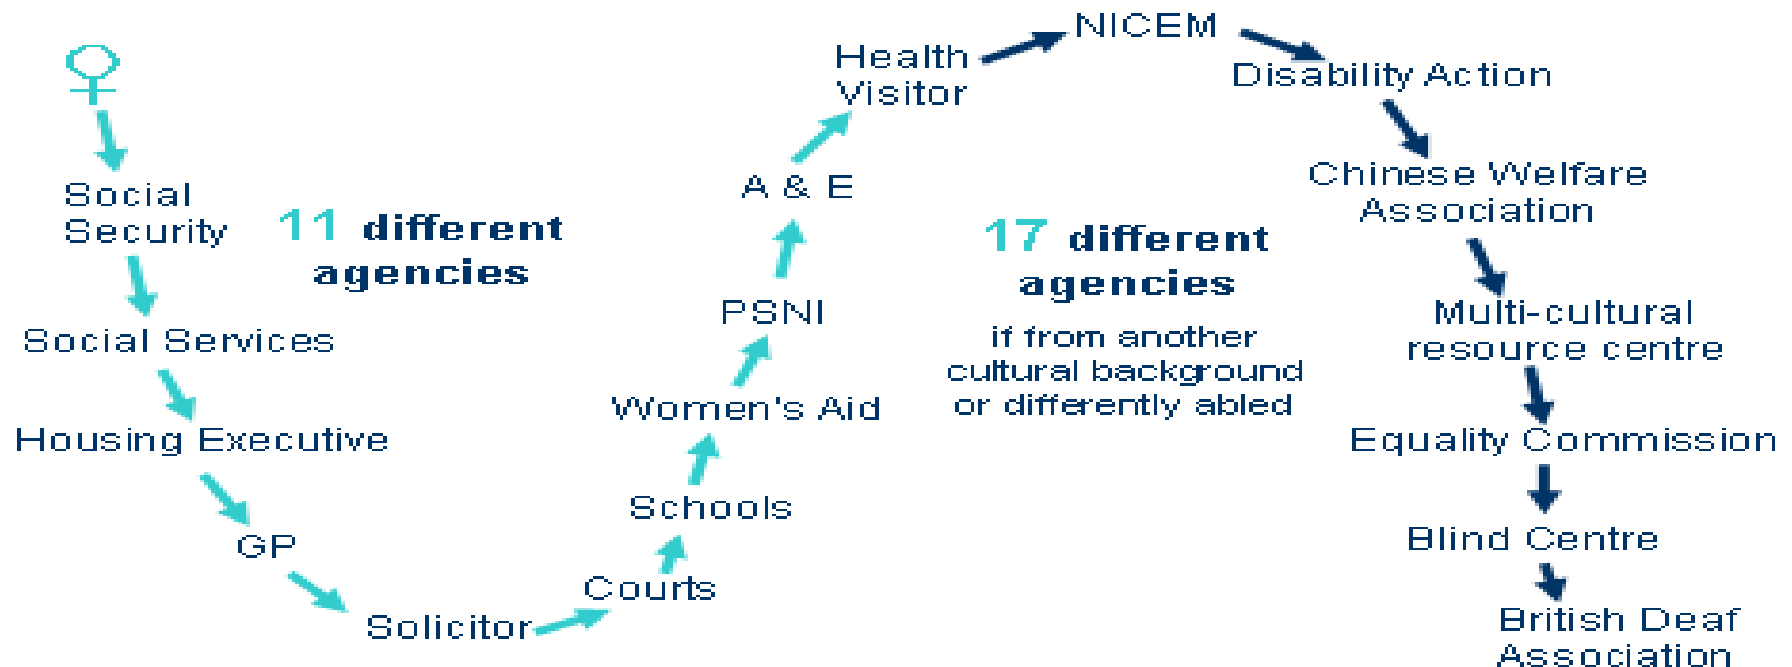 Social
Security
11 different
agencies
Social Services
Housing Executive
GP
Solicitor
Courts
Schools
Women's Aid
PSNI
A & E
Health
Visitor
17 different
agencies
if from another
cultural background
or differently abled
NICEM
Disability Action
Chinese Welfare
Association
Multi-cultural
resource centre
Equality Commission
Blind Centre
British Deaf
Association